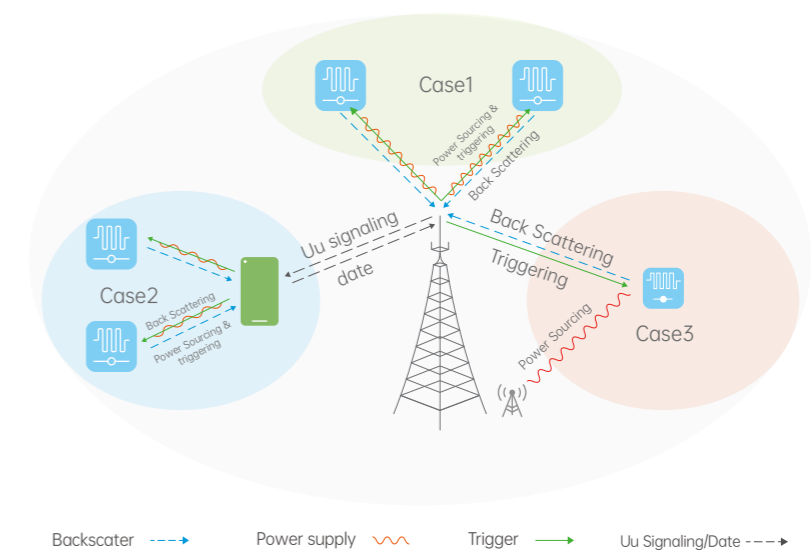 Case1
Power Sourcing &
triggering
Back Scattering
Uu signaling
date
Back Scattering
Triggering
Case2
Back Scattering
Power Sourcing &
triggering
Power Sourcing
Case3
Backscater
Power supply
Trigger
Uu Signaling/Date